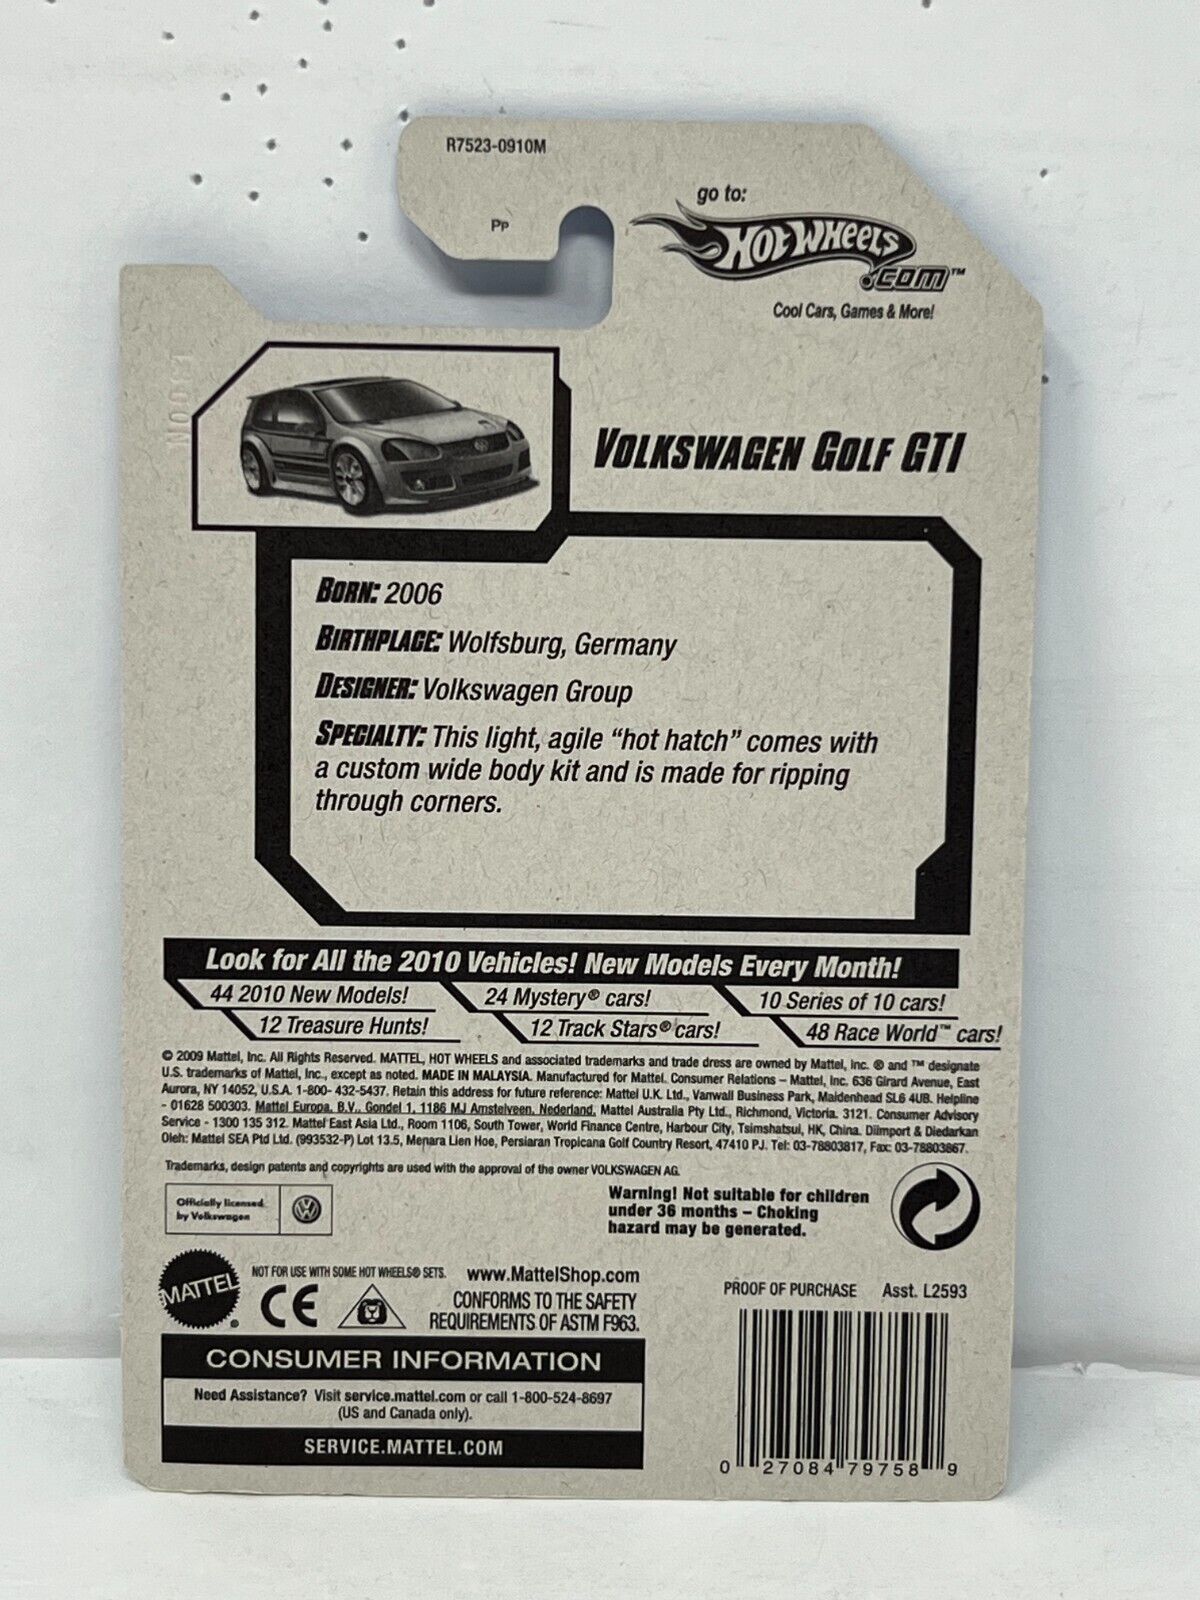 R7523-0910M
PP
go to:
HOT WHEELS
.COM™
Cool Cars, Games & More!
VOLKSWAGEN GOLF GTI
BORN: 2006
BIRTHPLACE: Wolfsburg, Germany
DESIGNER: Volkswagen Group
SPECIALTY: This light, agile “hot hatch” comes with
a custom wide body kit and is made for ripping
through corners.
Look for All the 2010 Vehicles! New Models Every Month!
44 2010 New Models!
24 Mystery® cars!
10 Series of 10 cars!
12 Treasure Hunts!
12 Track Stars® cars!
48 Race World™ cars!
© 2009 Mattel, Inc. All Rights Reserved. MATTEL, HOT WHEELS and associated trademarks and trade dress are owned by Mattel, Inc. ® and ™ designate
U.S. trademarks of Mattel, Inc., except as noted. MADE IN MALAYSIA. Manufactured for Mattel. Consumer Relations – Mattel, Inc. 636 Girard Avenue, East
Aurora, NY 14052, U.S.A. 1-800- 432-5437. Retain this address for future reference: Mattel U.K. Ltd., Vanwall Business Park, Maidenhead SL6 4UB. Helpline
- 01628 500303. Mattel Europa, B.V., Gondel 1, 1186 MJ Amstelveen, Nederland. Mattel Australia Pty Ltd., Richmond, Victoria. 3121. Consumer Advisory
Service - 1300 135 312. Mattel East Asia Ltd., Room 1106, South Tower, World Finance Centre, Harbour City, Tsimshatsui, HK, China. Diimport & Diedarkan
Oleh: Mattel SEA Ptd Ltd. (993532-P) Lot 13.5, Menara Lien Hoe, Persiaran Tropicana Golf Country Resort, 47410 PJ. Tel: 03-78803817, Fax: 03-78803867.
Trademarks, design patents and copyrights are used with the approval of the owner VOLKSWAGEN AG.
Officially licensed
by Volkswagen
Warning! Not suitable for children
under 36 months – Choking
hazard may be generated.
MATTEL®
NOT FOR USE WITH SOME HOT WHEELS® SETS.
www.MattelShop.com
CE
CONFORMS TO THE SAFETY
REQUIREMENTS OF ASTM F963.
PROOF OF PURCHASE Asst. L2593
CONSUMER INFORMATION
Need Assistance? Visit service.mattel.com or call 1-800-524-8697
(US and Canada only).
SERVICE.MATTEL.COM
0 27084 79758 9